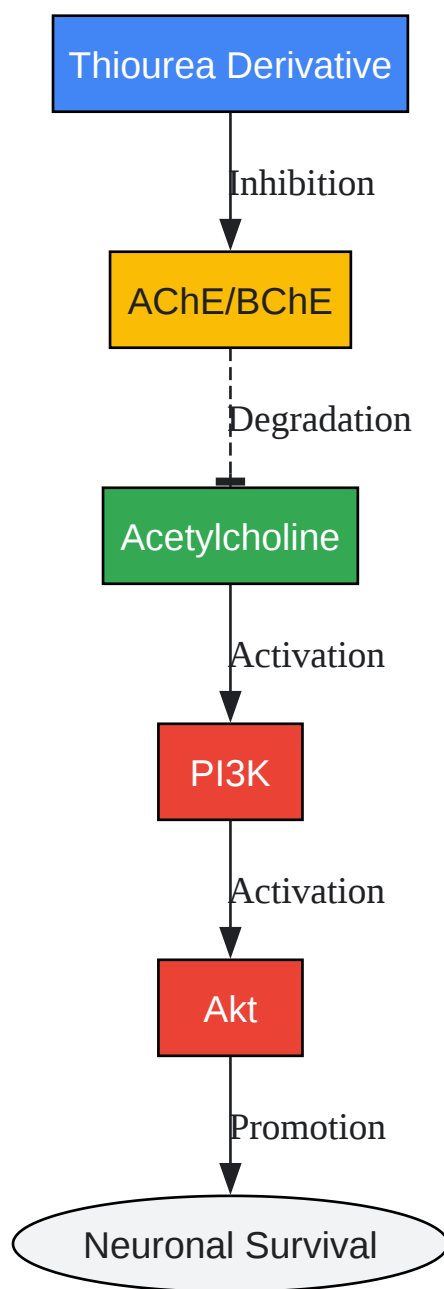 Thiourea Derivative
Inhibition
AChE/BChE
Degradation
Acetylcholine
Activation
PI3K
Activation
Akt
Promotion
Neuronal Survival